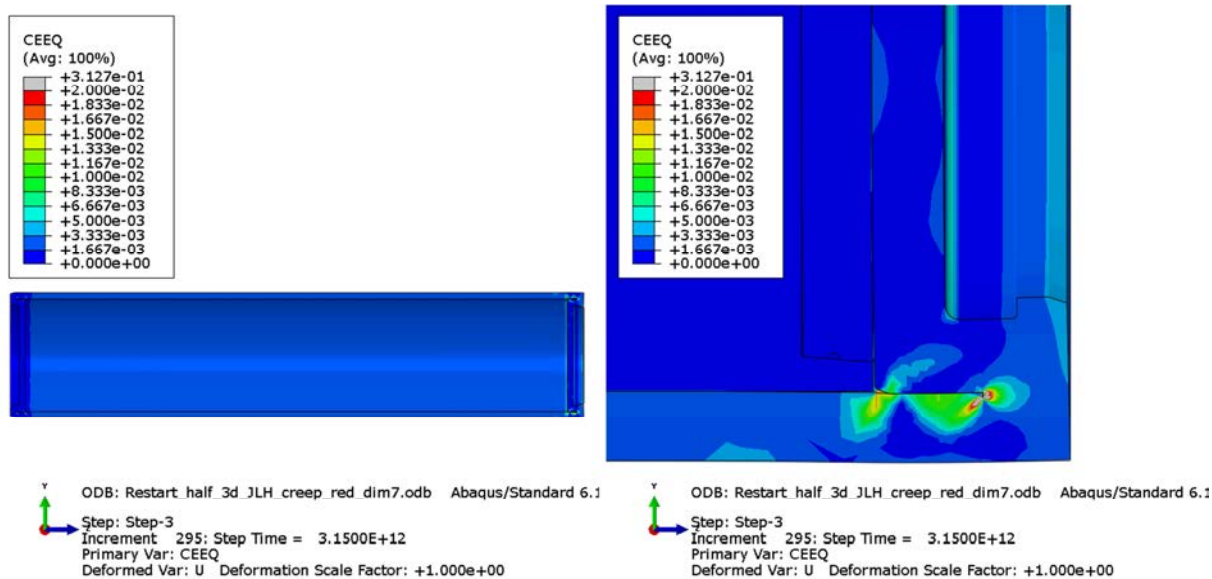 CEEQ
(Avg: 100%)
+3.127e-01
+2.000e-02
+1.833e-02
+1.667e-02
+1.500e-02
+1.333e-02
+1.167e-02
+1.000e-02
+8.333e-03
+6.667e-03
+5.000e-03
+3.333e-03
+1.667e-03
+0.000e+00
Y
ODB: Restart_half_3d_JLH_creep_red_dim7.odb Abaqus/Standard 6.1
Step: Step-3
Increment 295: Step Time = 3.1500E+12
Primary Var: CEEQ
Deformed Var: U Deformation Scale Factor: +1.000e+00
CEEQ
(Avg: 100%)
+3.127e-01
+2.000e-02
+1.833e-02
+1.667e-02
+1.500e-02
+1.333e-02
+1.167e-02
+1.000e-02
+8.333e-03
+6.667e-03
+5.000e-03
+3.333e-03
+1.667e-03
+0.000e+00
Y
ODB: Restart_half_3d_JLH_creep_red_dim7.odb Abaqus/Standard 6.1
Step: Step-3
Increment 295: Step Time = 3.1500E+12
Primary Var: CEEQ
Deformed Var: U Deformation Scale Factor: +1.000e+00